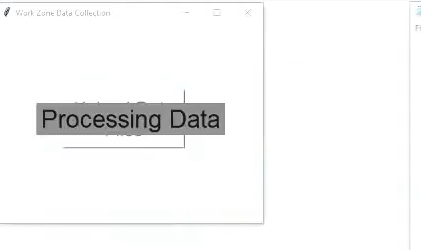 Work Zone Data Collection
Processing Data